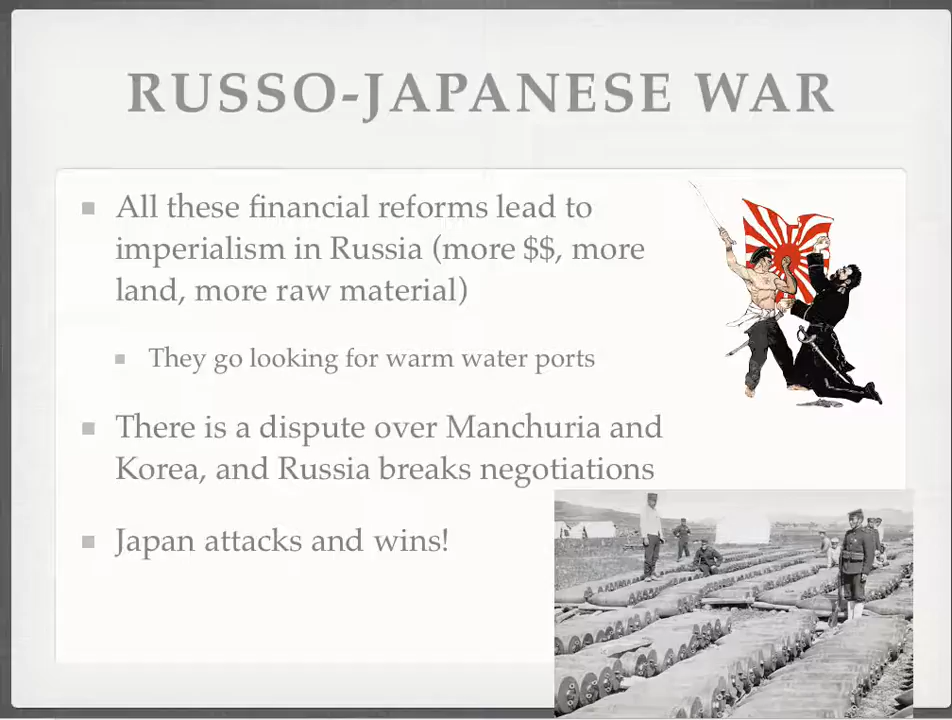 RUSSO-JAPANESE WAR
All these financial reforms lead to
imperialism in Russia (more $$, more
land, more raw material)
They go looking for warm water ports
There is a dispute over Manchuria and
Korea, and Russia breaks negotiations
Japan attacks and wins!